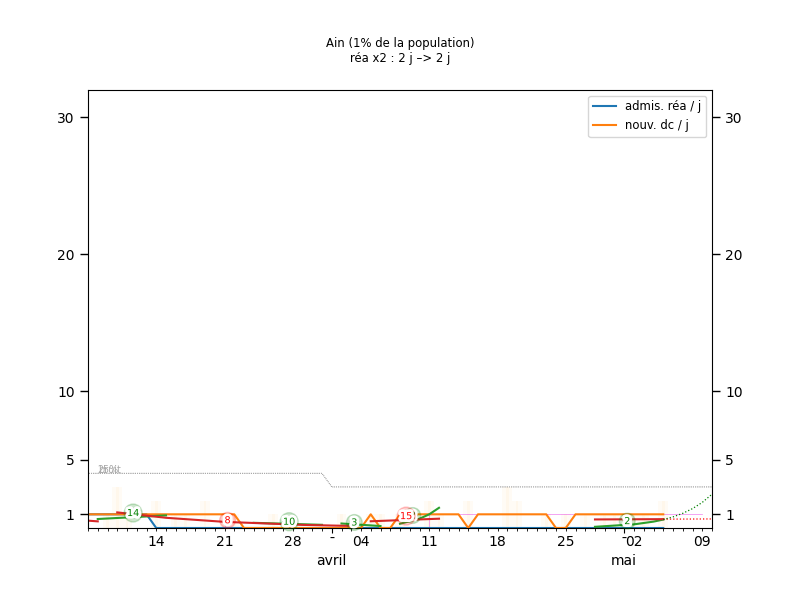 Ain (1% de la population)
réa x2 : 2 j –> 2 j
admis. réa / j
nouv. dc / j
30 30
20 20
10 10
5 5
1 1
14 8 10 3 15 2
14 21 28 - 04 11 18 25 -02 09
avril mai